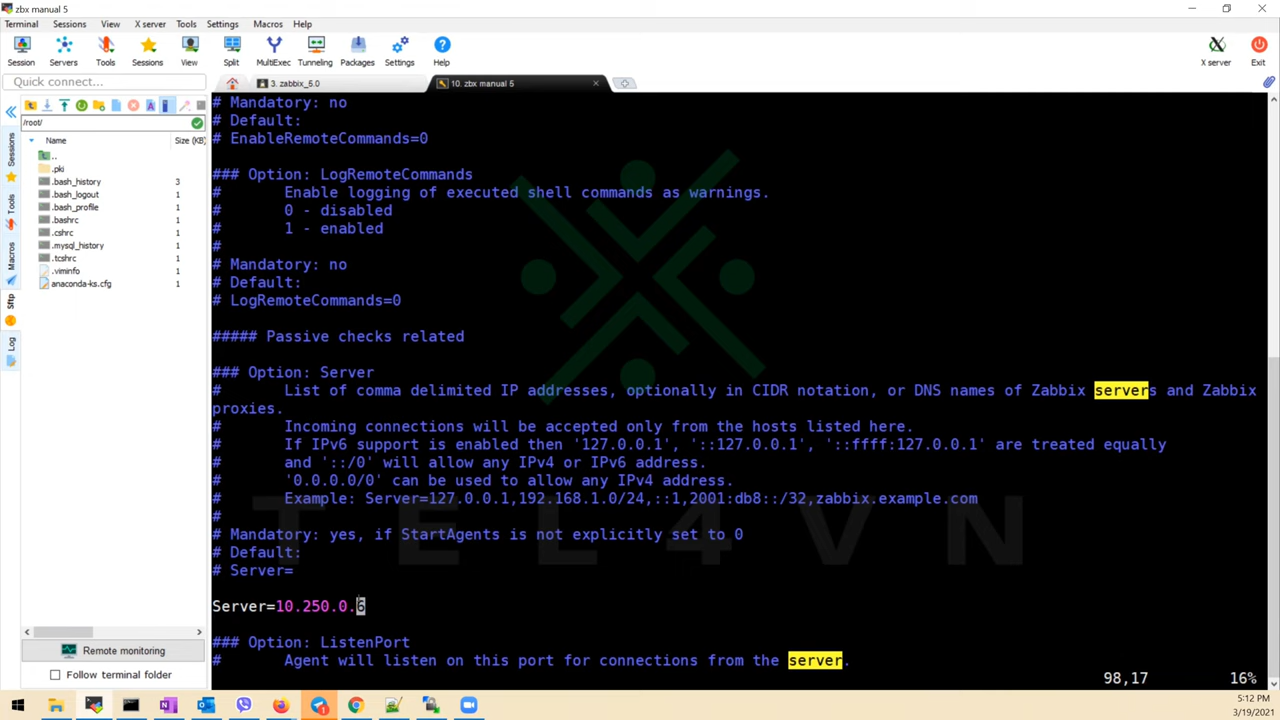 zbx manual 5
Terminal Sessions View X server Tools Settings Macros Help
Session Servers Tools Sessions View Split MultiExec Tunneling Packages Settings Help X server Exit
Quick connect...
3. zabbix_5.0
10. zbx manual 5
/root/
Name Size (KB)
..
.pki
.bash_history 3
.bash_logout 1
.bash_profile 1
.bashrc 1
.cshrc 1
.mysql_history 1
.tcshrc 1
.viminfo 1
anaconda-ks.cfg 1
Sessions
Tools
Macros
Sftp
Log
Remote monitoring
Follow terminal folder
# Mandatory: no
# Default:
# EnableRemoteCommands=0
### Option: LogRemoteCommands
# Enable logging of executed shell commands as warnings.
# 0 - disabled
# 1 - enabled
#
# Mandatory: no
# Default:
# LogRemoteCommands=0
##### Passive checks related
### Option: Server
# List of comma delimited IP addresses, optionally in CIDR notation, or DNS names of Zabbix servers and Zabbix
proxies.
# Incoming connections will be accepted only from the hosts listed here.
# If IPv6 support is enabled then '127.0.0.1', '::127.0.0.1', '::ffff:127.0.0.1' are treated equally
# and '::/0' will allow any IPv4 or IPv6 address.
# '0.0.0.0/0' can be used to allow any IPv4 address.
# Example: Server=127.0.0.1,192.168.1.0/24,::1,2001:db8::/32,zabbix.example.com
#
# Mandatory: yes, if StartAgents is not explicitly set to 0
# Default:
# Server=
Server=10.250.0.6
### Option: ListenPort
# Agent will listen on this port for connections from the server.
98,17 16%
TEL4VN
5:12 PM
3/19/2021